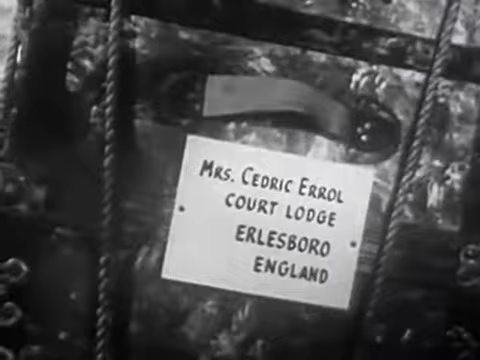 MRS. CEDRIC ERROL
COURT LODGE
ERLESBORO
ENGLAND